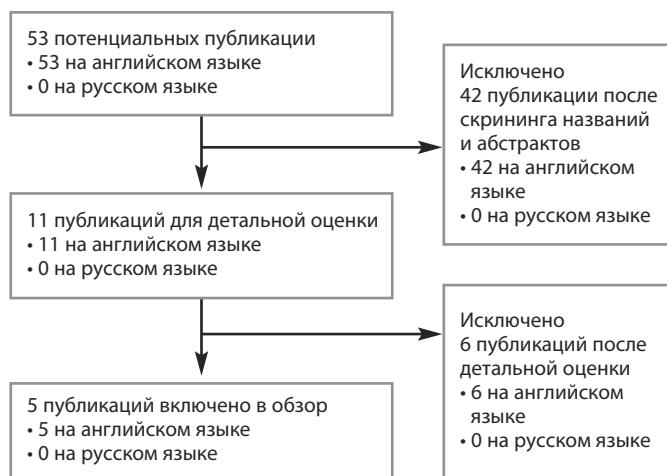 53 потенциальных публикации
• 53 на английском языке
• 0 на русском языке
Исключено
42 публикации после
скрининга названий
и абстрактов
• 42 на английском
языке
• 0 на русском языке
11 публикаций для детальной оценки
• 11 на английском языке
• 0 на русском языке
Исключено
6 публикаций после
детальной оценки
• 6 на английском
языке
• 0 на русском языке
5 публикаций включено в обзор
• 5 на английском языке
• 0 на русском языке